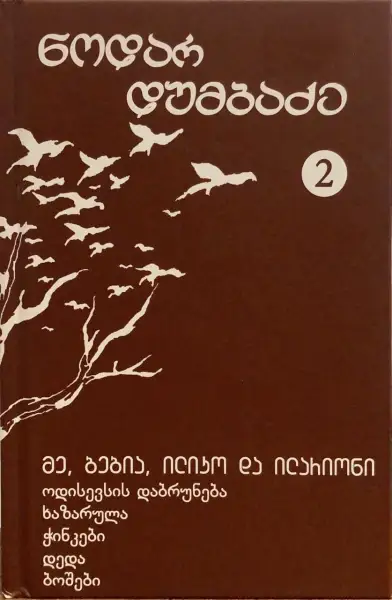 ნოდარ
დუმბაძე
2
მე, ბებია, ილიკო და ილარიონი
ოდისევსის დაბრუნება
ხაზარულა
ჭინკები
დედა
ბოშები